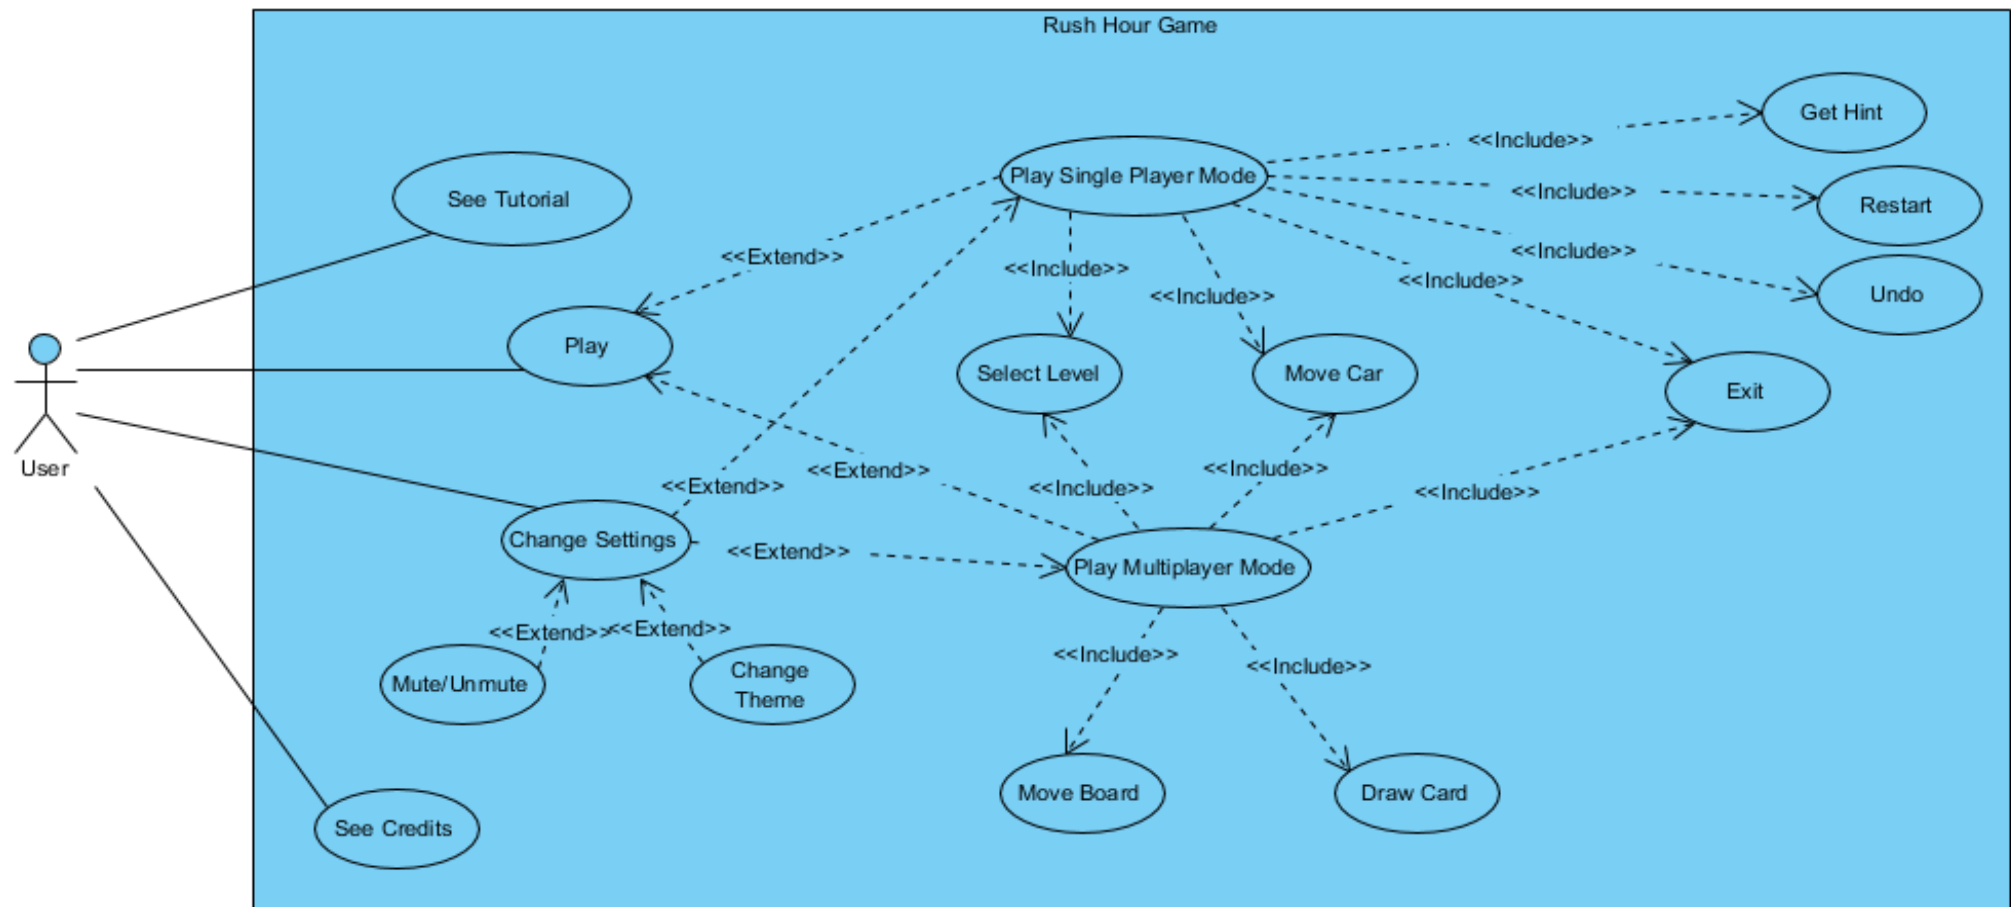 Rush Hour Game
Get Hint
<<Include>>
Play Single Player Mode
<<Include>>
See Tutorial
Restart
<<Extend>>
<<Include>>
<<Include>>
<<Include>>
<<Include>>
Undo
Play
Select Level
Move Car
Exit
User
<<Extend>>
<<Extend>>
<<Include>>
<<Include>>
<<Include>>
Change Settings
<<Extend>>
Play Multiplayer Mode
<<Extend>>
<<Extend>>
<<Include>>
<<Include>>
Mute/Unmute
Change
Theme
Move Board
Draw Card
See Credits